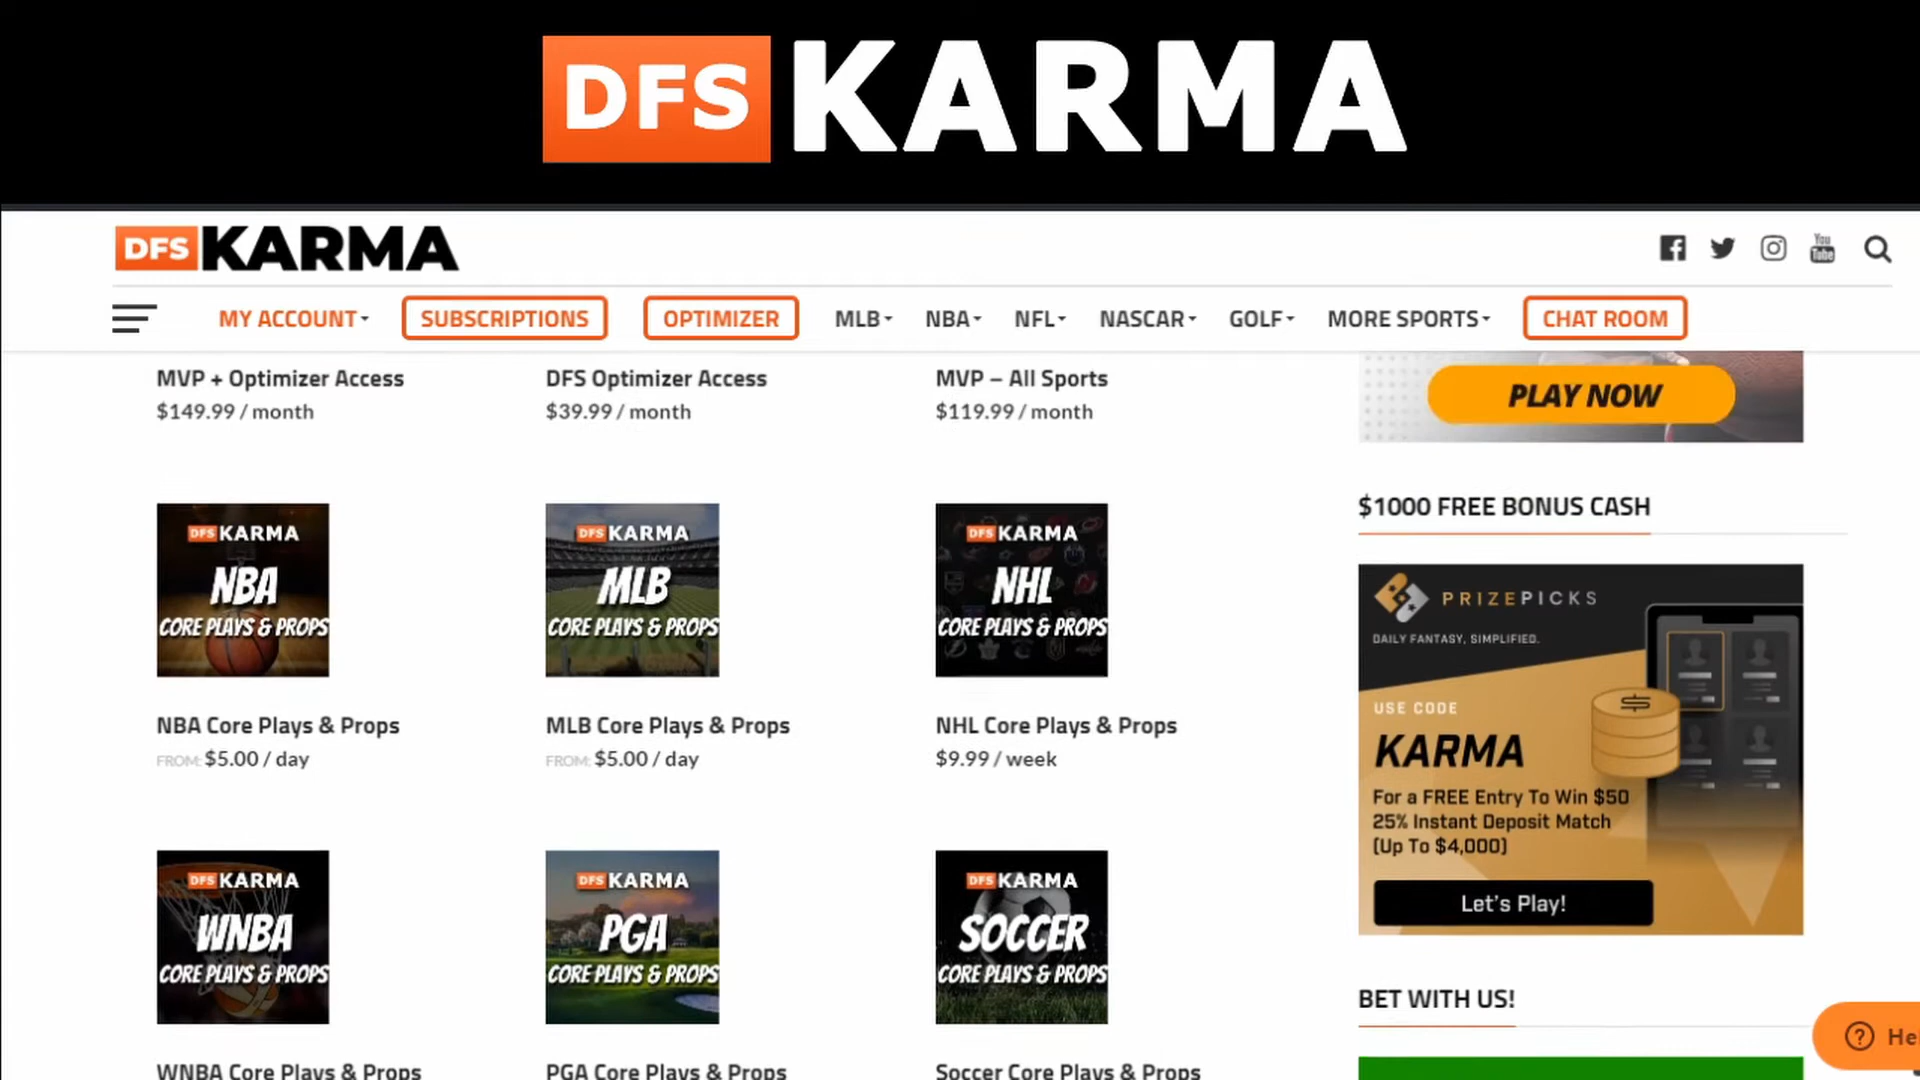 DFS KARMA
DFS KARMA
You Tube
MY ACCOUNT
SUBSCRIPTIONS
OPTIMIZER
MLB
NBA
NFL
NASCAR
GOLF
MORE SPORTS
CHAT ROOM
MVP + Optimizer Access
$149.99 / month
DFS Optimizer Access
$39.99 / month
MVP – All Sports
$119.99 / month
PLAY NOW
DFS KARMA
NBA
CORE PLAYS & PROPS
NBA Core Plays & Props
FROM: $5.00 / day
DFS KARMA
MLB
CORE PLAYS & PROPS
MLB Core Plays & Props
FROM: $5.00 / day
DFS KARMA
NHL
CORE PLAYS & PROPS
NHL Core Plays & Props
$9.99 / week
$1000 FREE BONUS CASH
PRIZEPICKS
DAILY FANTASY, SIMPLIFIED.
USE CODE
KARMA
For a FREE Entry To Win $50
25% Instant Deposit Match
(Up To $4,000)
Let's Play!
DFS KARMA
WNBA
CORE PLAYS & PROPS
WNBA Core Plays & Props
DFS KARMA
PGA
CORE PLAYS & PROPS
PGA Core Plays & Props
DFS KARMA
SOCCER
CORE PLAYS & PROPS
Soccer Core Plays & Props
BET WITH US!
? Hel